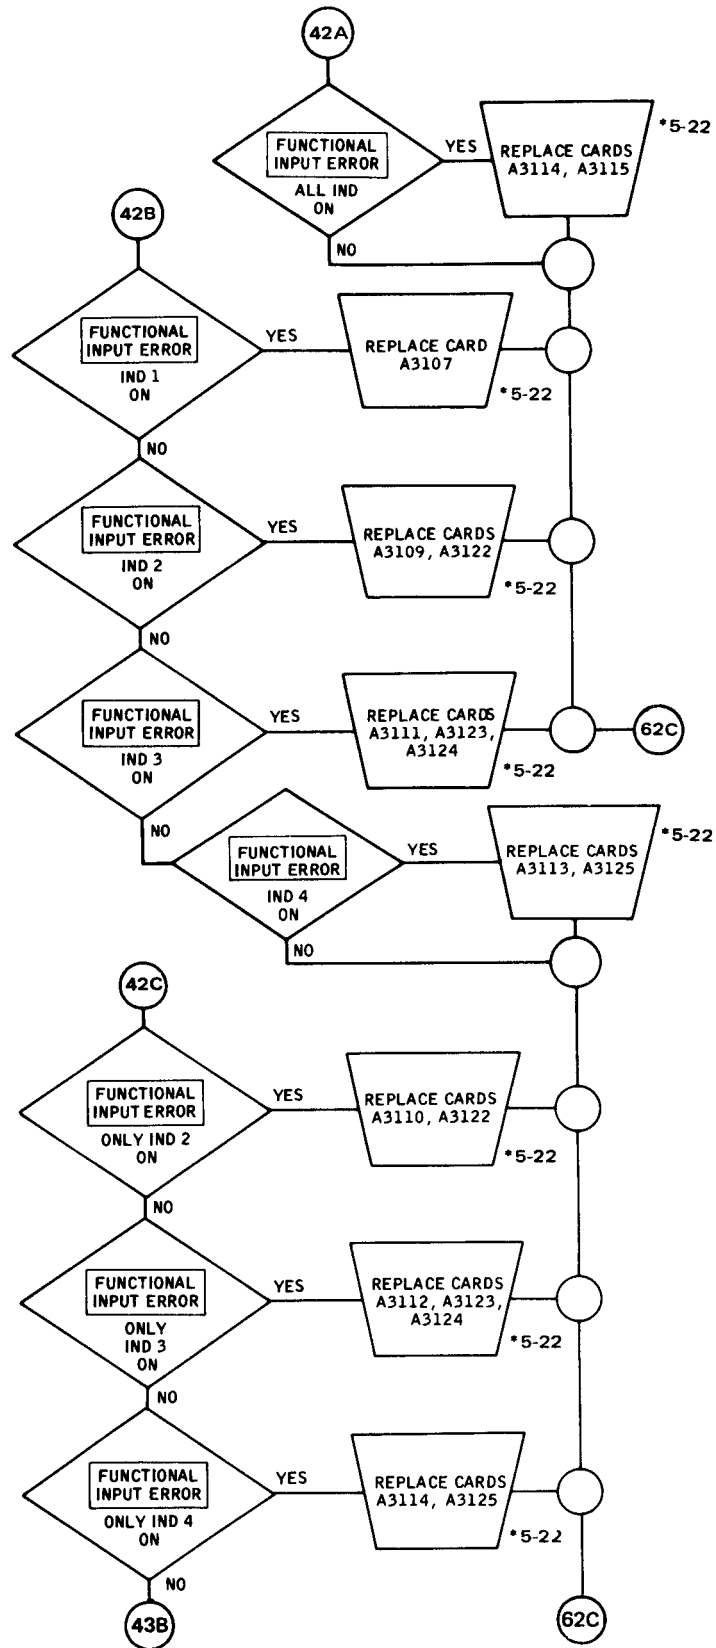 42A
FUNCTIONAL
INPUT ERROR
ALL IND
ON
YES
REPLACE CARDS
A3114, A3115
*5-22
NO
42B
FUNCTIONAL
INPUT ERROR
IND 1
ON
YES
REPLACE CARD
A3107
*5-22
NO
FUNCTIONAL
INPUT ERROR
IND 2
ON
YES
REPLACE CARDS
A3109, A3122
*5-22
NO
FUNCTIONAL
INPUT ERROR
IND 3
ON
YES
REPLACE CARDS
A3111, A3123,
A3124
*5-22
62C
NO
FUNCTIONAL
INPUT ERROR
IND 4
ON
YES
REPLACE CARDS
A3113, A3125
*5-22
NO
42C
FUNCTIONAL
INPUT ERROR
ONLY IND 2
ON
YES
REPLACE CARDS
A3110, A3122
*5-22
NO
FUNCTIONAL
INPUT ERROR
ONLY
IND 3
ON
YES
REPLACE CARDS
A3112, A3123,
A3124
*5-22
NO
FUNCTIONAL
INPUT ERROR
ONLY IND 4
ON
YES
REPLACE CARDS
A3114, A3125
*5-22
NO
43B
62C